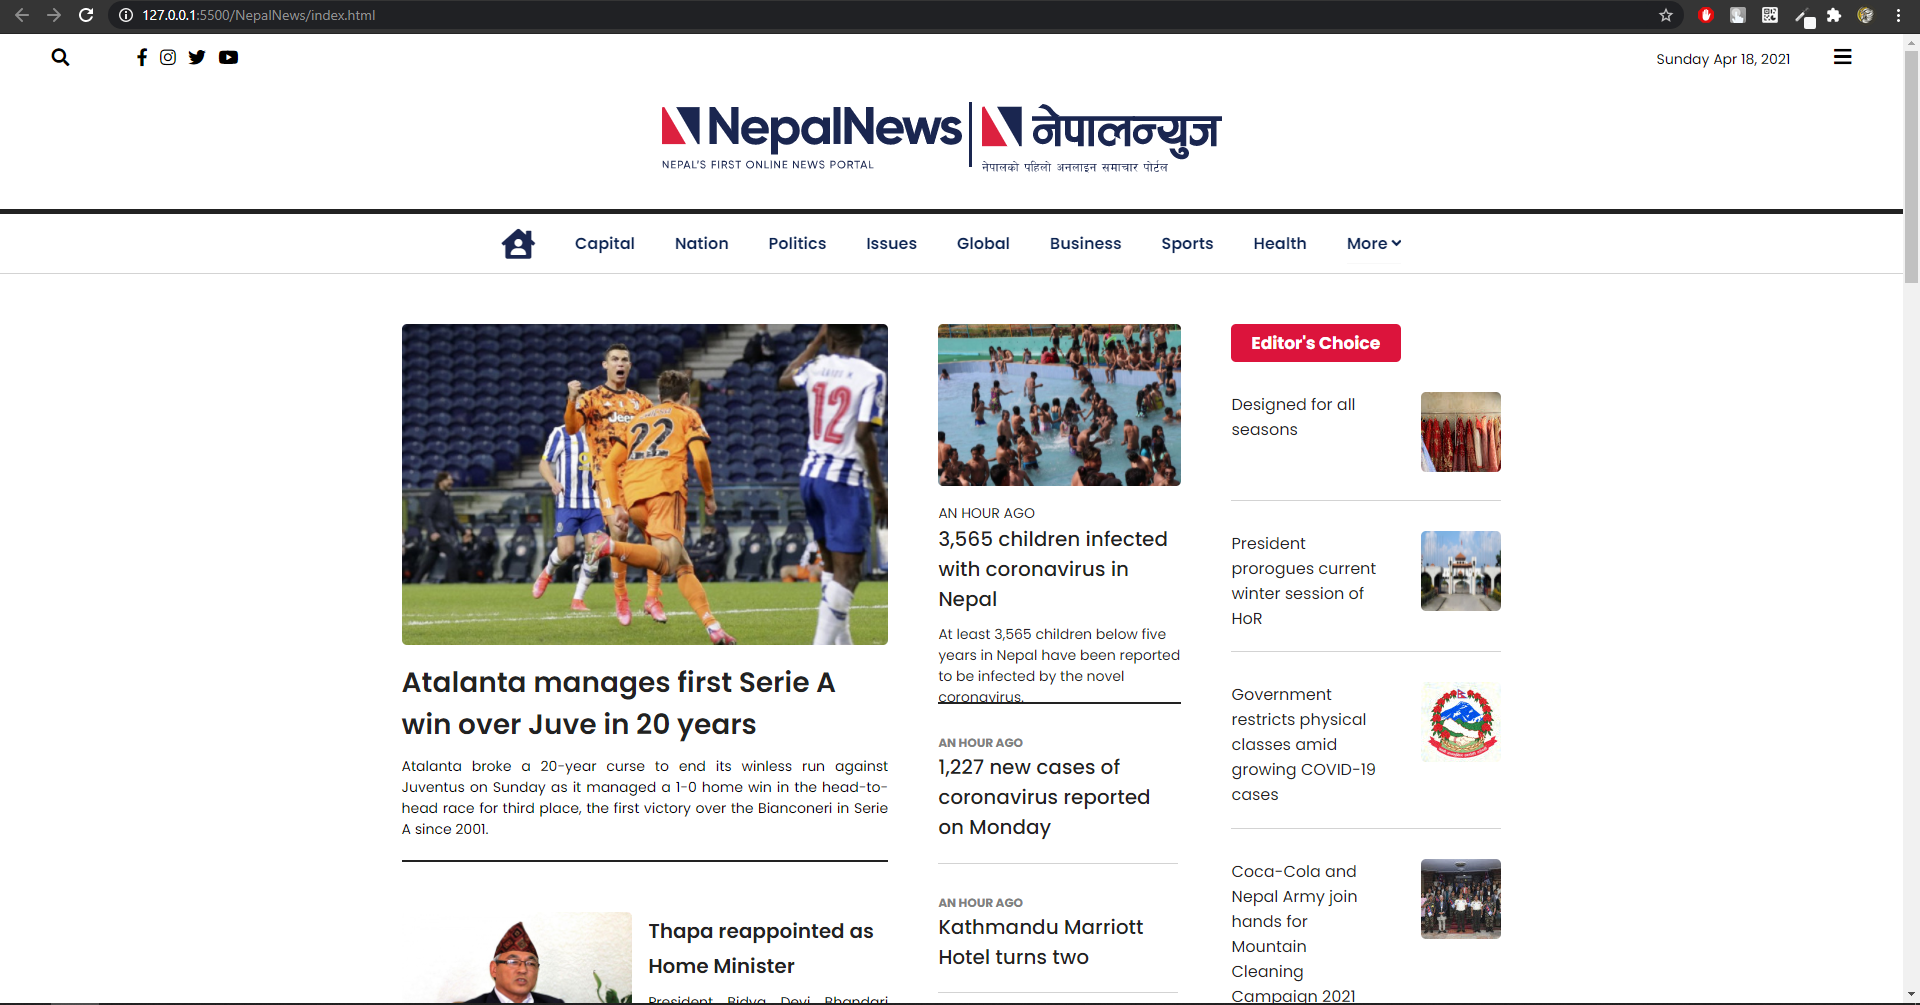 127.0.0.1:5500/NepalNews/index.html
Sunday Apr 18, 2021
NepalNews
NEPAL'S FIRST ONLINE NEWS PORTAL
नेपालन्युज
नेपालको पहिलो अनलाइन समाचार पोर्टल
Capital Nation Politics Issues Global Business Sports Health More
Jeep
22
12
Atalanta manages first Serie A
win over Juve in 20 years
Atalanta broke a 20-year curse to end its winless run against
Juventus on Sunday as it managed a 1-0 home win in the head-to-
head race for third place, the first victory over the Bianconeri in Serie
A since 2001.
Thapa reappointed as
Home Minister
President Bidya Devi Bhandari
AN HOUR AGO
3,565 children infected
with coronavirus in
Nepal
At least 3,565 children below five
years in Nepal have been reported
to be infected by the novel
coronavirus.
AN HOUR AGO
1,227 new cases of
coronavirus reported
on Monday
AN HOUR AGO
Kathmandu Marriott
Hotel turns two
Editor's Choice
Designed for all
seasons
President
prorogues current
winter session of
HoR
Government
restricts physical
classes amid
growing COVID-19
cases
Coca-Cola and
Nepal Army join
hands for
Mountain
Cleaning
Campaign 2021